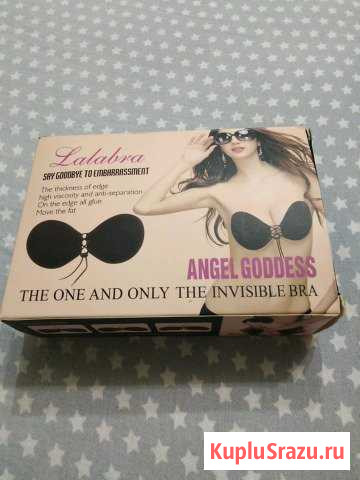 Lalabra
SAY GOODBYE TO EMBARRASSMENT
The thickness of edge
high viscosity and anti-separation
On the edge all glue
Move the fat
ANGEL GODDESS
THE ONE AND ONLY THE INVISIBLE BRA
KupluSrazu.ru